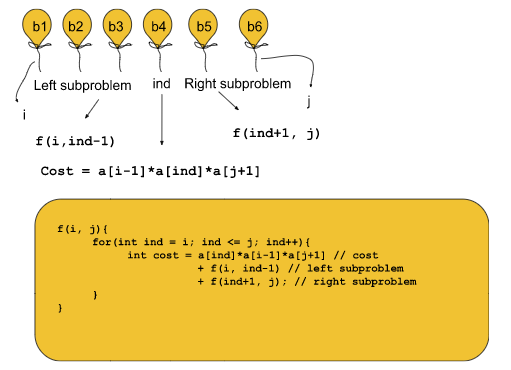 b1 b2 b3 b4 b5 b6
Left subproblem ind Right subproblem
i j
f(i,ind-1) f(ind+1, j)
Cost = a[i-1]*a[ind]*a[j+1]
f(i, j){
for(int ind = i; ind <= j; ind++){
int cost = a[ind]*a[i-1]*a[j+1] // cost
+ f(i, ind-1) // left subproblem
+ f(ind+1, j); // right subproblem
}
}